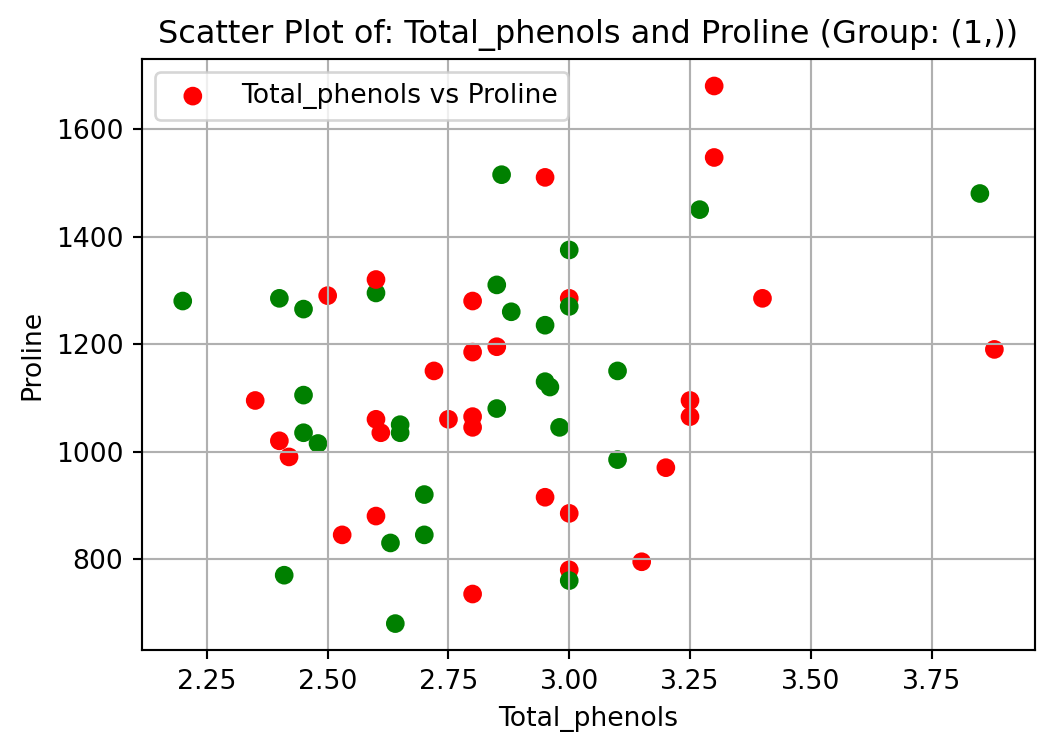 Scatter Plot of: Total_phenols and Proline (Group: (1,))
Total_phenols vs Proline
1600
1400
1200
1000
800
Proline
2.25 2.50 2.75 3.00 3.25 3.50 3.75
Total_phenols